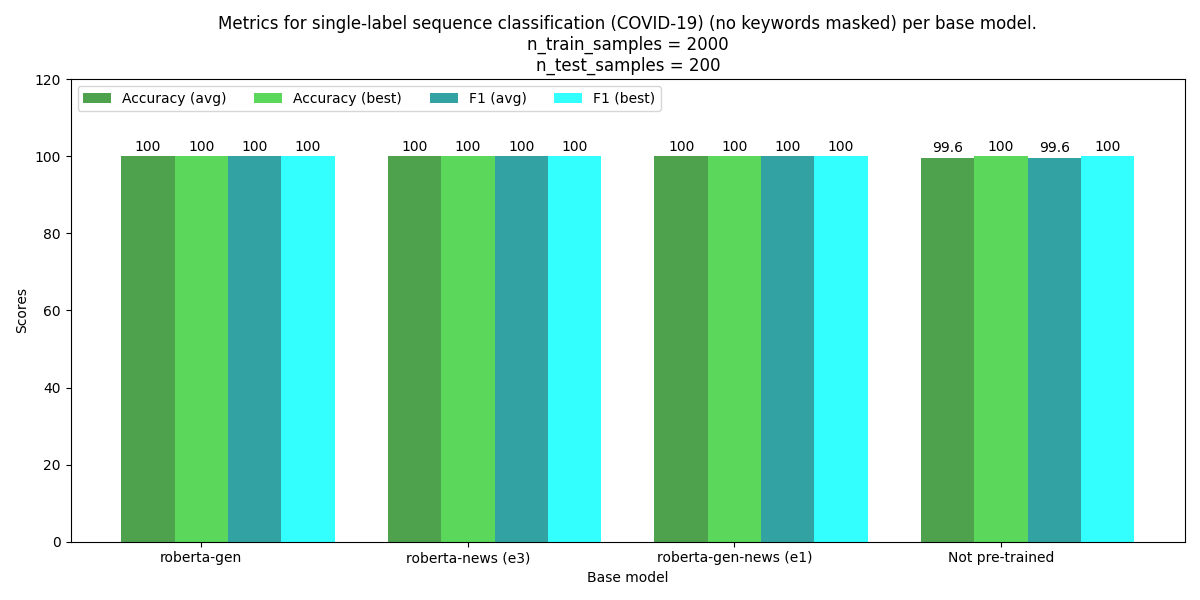 Metrics for single-label sequence classification (COVID-19) (no keywords masked) per base model.
n_train_samples = 2000
n_test_samples = 200
Accuracy (avg) Accuracy (best) F1 (avg) F1 (best)
120
100
80
60
40
20
0
Scores
100 100 100 100 100 100 100 100 100 100 100 100 99.6 100 99.6 100
roberta-gen roberta-news (e3) roberta-gen-news (e1) Not pre-trained
Base model